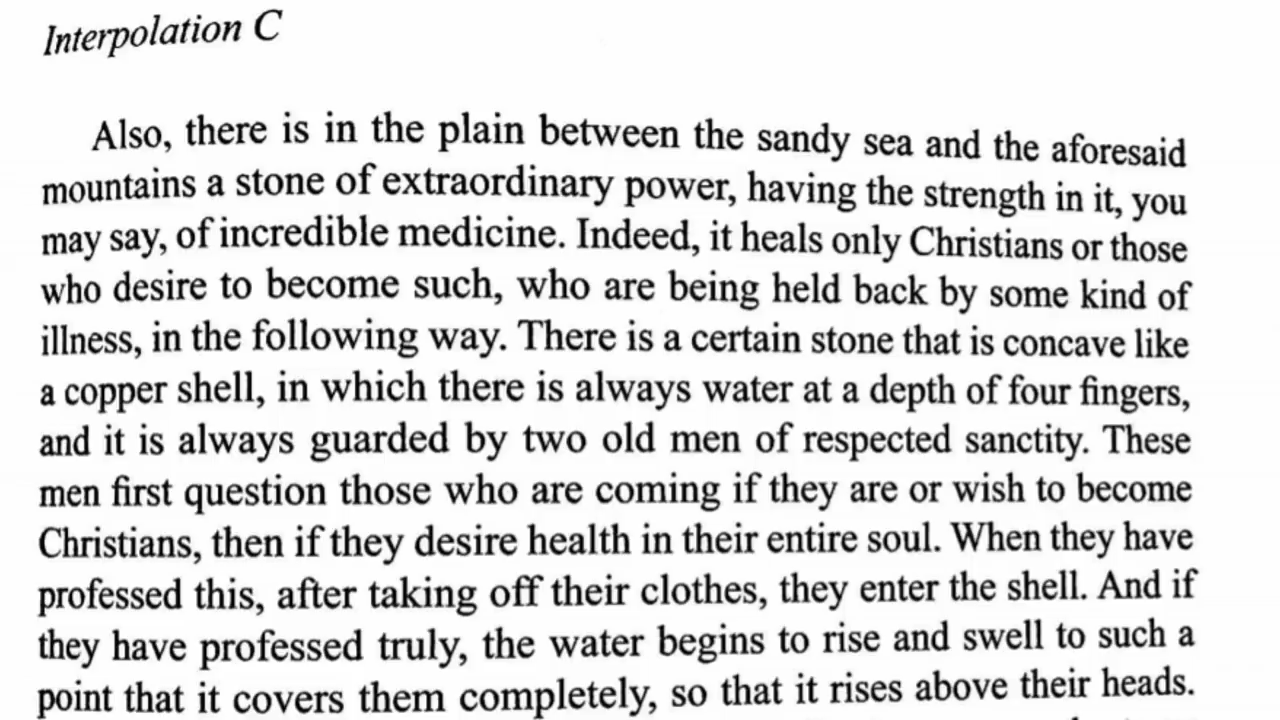 Interpolation C
Also, there is in the plain between the sandy sea and the aforesaid
mountains a stone of extraordinary power, having the strength in it, you
may say, of incredible medicine. Indeed, it heals only Christians or those
who desire to become such, who are being held back by some kind of
illness, in the following way. There is a certain stone that is concave like
a copper shell, in which there is always water at a depth of four fingers,
and it is always guarded by two old men of respected sanctity. These
men first question those who are coming if they are or wish to become
Christians, then if they desire health in their entire soul. When they have
professed this, after taking off their clothes, they enter the shell. And if
they have professed truly, the water begins to rise and swell to such a
point that it covers them completely, so that it rises above their heads.